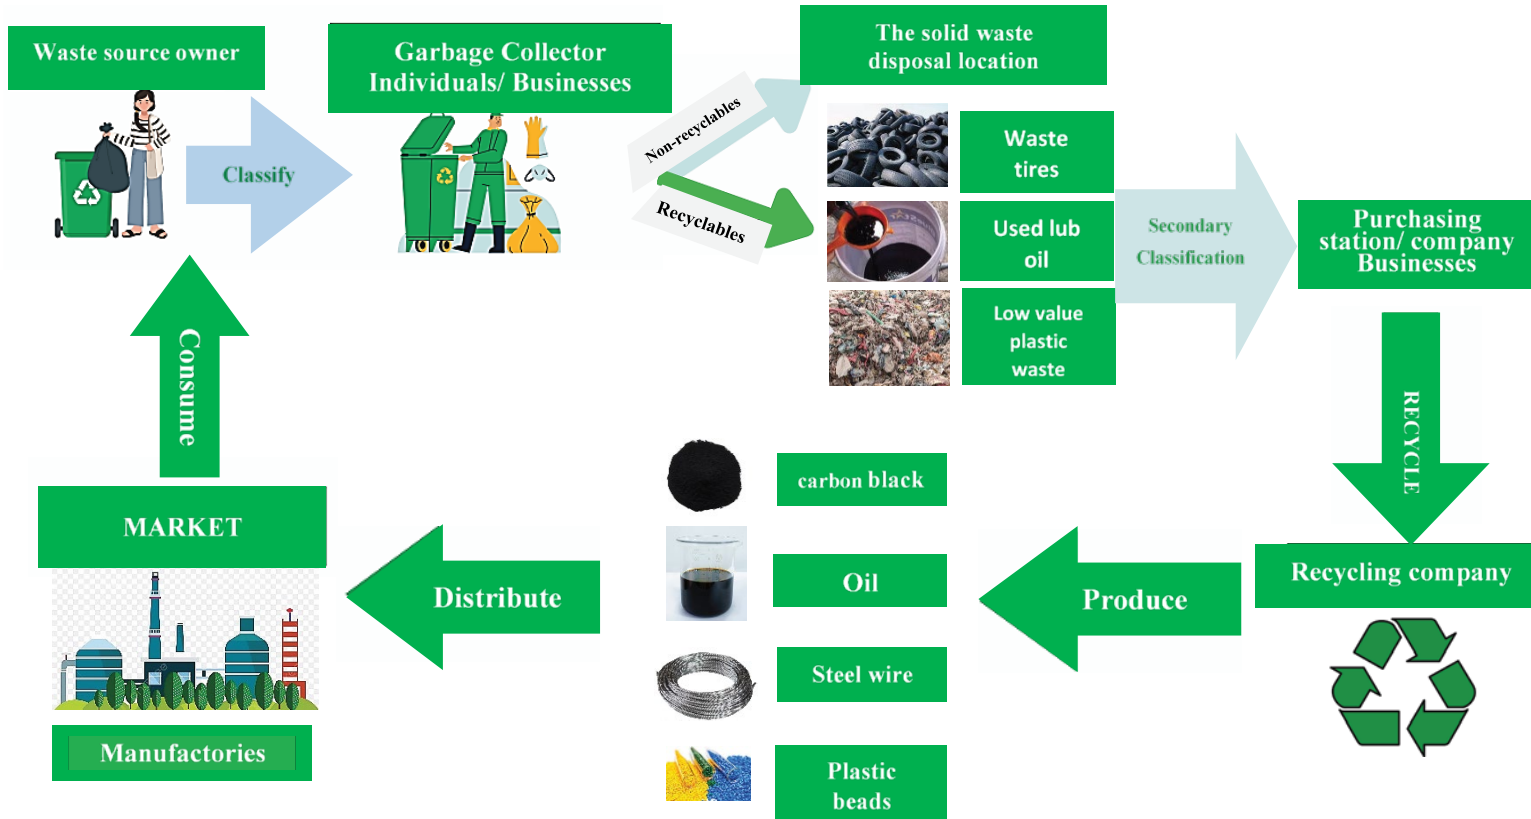 Waste source owner
Classify
Garbage Collector
Individuals/ Businesses
Non-recyclables
Recyclables
The solid waste
disposal location
Waste
tires
Used lub
oil
Low value
plastic
waste
Secondary
Classification
Purchasing
station/ company
Businesses
RECYCLE
Recycling company
Produce
carbon black
Oil
Steel wire
Plastic
beads
Distribute
MARKET
Manufactories
Consume